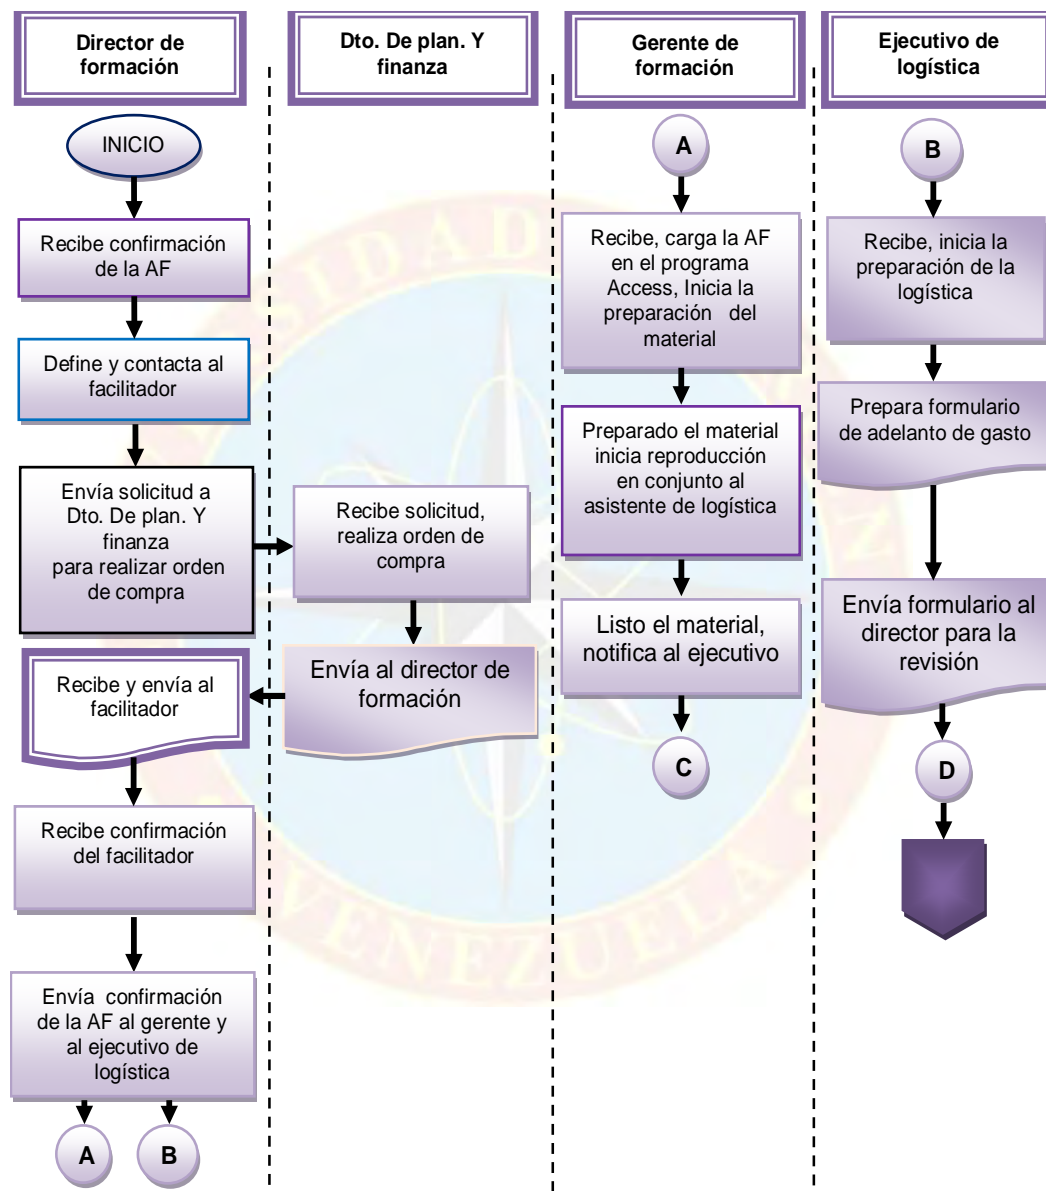 Director de
formación
Dto. De plan. Y
finanza
Gerente de
formación
Ejecutivo de
logística
INICIO
Recibe confirmación
de la AF
Define y contacta al
facilitador
Envía solicitud a
Dto. De plan. Y
finanza
para realizar orden
de compra
Recibe solicitud,
realiza orden de
compra
Envía al director de
formación
Recibe y envía al
facilitador
Recibe confirmación
del facilitador
Envía confirmación
de la AF al gerente y
al ejecutivo de
logística
A
B
A
Recibe, carga la AF
en el programa
Access, Inicia la
preparación del
material
Preparado el material
inicia reproducción
en conjunto al
asistente de logística
Listo el material,
notifica al ejecutivo
C
B
Recibe, inicia la
preparación de la
logística
Prepara formulario
de adelanto de gasto
Envía formulario al
director para la
revisión
D
VENEZUELA